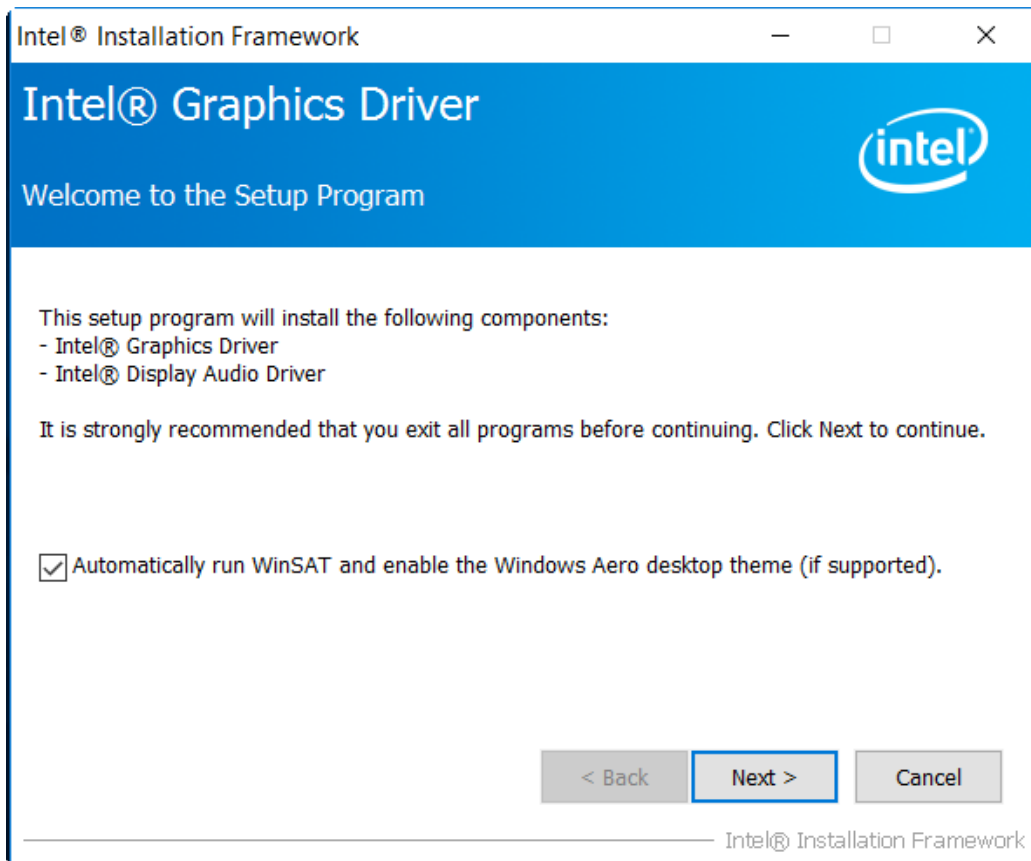 Intel® Installation Framework
Intel® Graphics Driver
intel
Welcome to the Setup Program
This setup program will install the following components:
- Intel® Graphics Driver
- Intel® Display Audio Driver
It is strongly recommended that you exit all programs before continuing. Click Next to continue.
Automatically run WinSAT and enable the Windows Aero desktop theme (if supported).
< Back Next > Cancel
Intel® Installation Framework